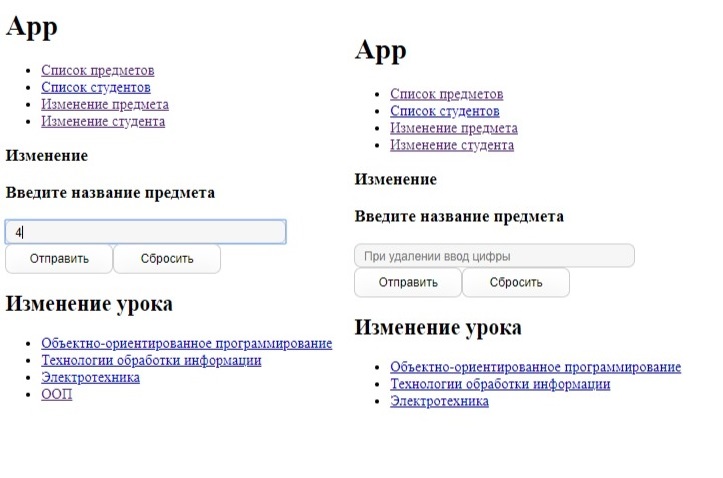 App
Список предметов
Список студентов
Изменение предмета
Изменение студента
Изменение
Введите название предмета
4
Отправить Сбросить
Изменение урока
Объектно-ориентированное программирование
Технологии обработки информации
Электротехника
ООП
App
Список предметов
Список студентов
Изменение предмета
Изменение студента
Изменение
Введите название предмета
При удалении ввод цифры
Отправить Сбросить
Изменение урока
Объектно-ориентированное программирование
Технологии обработки информации
Электротехника